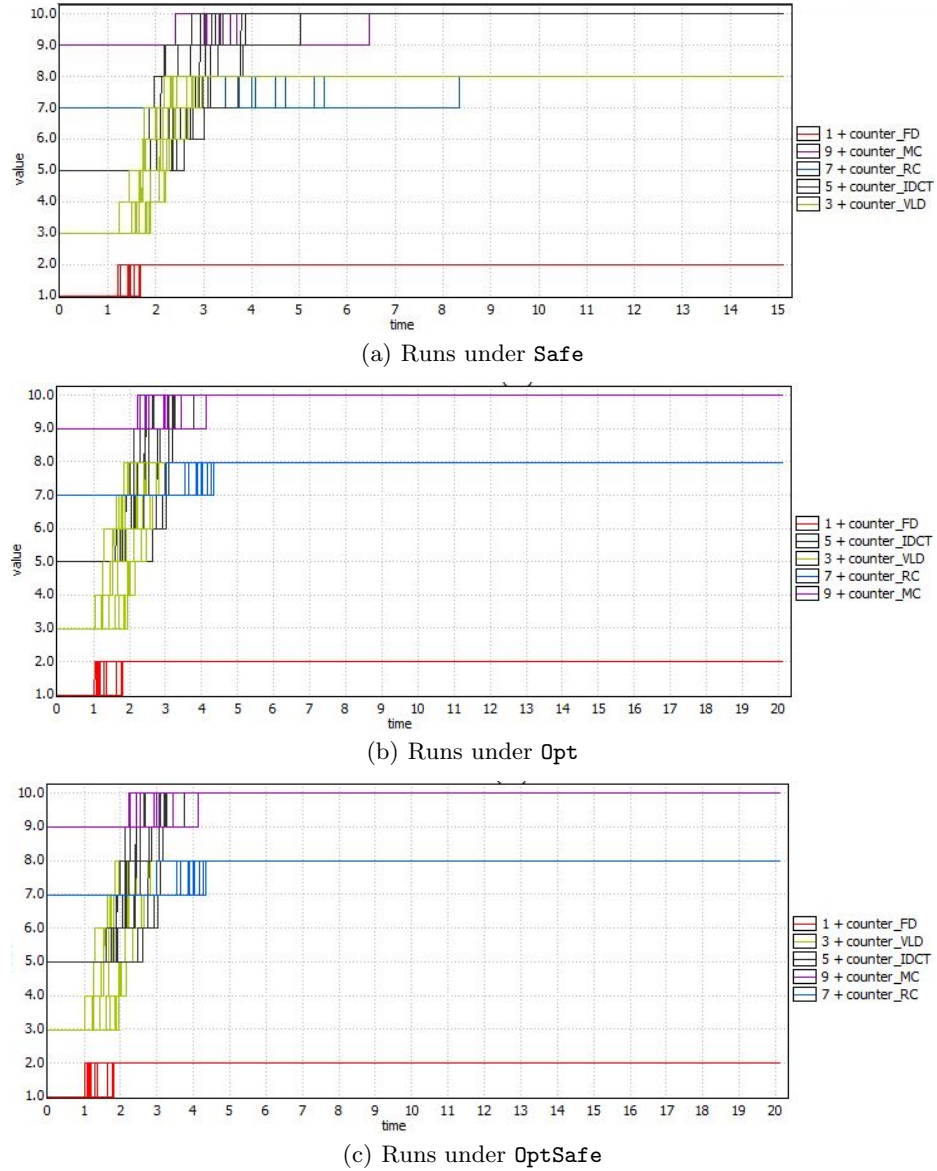 10.0
9.0
8.0
7.0
6.0
5.0
4.0
3.0
2.0
1.0
value
0 1 2 3 4 5 6 7 8 9 10 11 12 13 14 15
time
1 + counter_FD
9 + counter_MC
7 + counter_RC
5 + counter_IDCT
3 + counter_VLD
(a) Runs under Safe
10.0
9.0
8.0
7.0
6.0
5.0
4.0
3.0
2.0
1.0
value
0 1 2 3 4 5 6 7 8 9 10 11 12 13 14 15 16 17 18 19 20
time
1 + counter_FD
5 + counter_IDCT
3 + counter_VLD
7 + counter_RC
9 + counter_MC
(b) Runs under Opt
10.0
9.0
8.0
7.0
6.0
5.0
4.0
3.0
2.0
1.0
0 1 2 3 4 5 6 7 8 9 10 11 12 13 14 15 16 17 18 19 20
time
1 + counter_FD
3 + counter_VLD
5 + counter_IDCT
9 + counter_MC
7 + counter_RC
(c) Runs under OptSafe